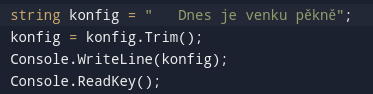 string konfig = "   Dnes je venku pěkně";
konfig = konfig.Trim();
Console.WriteLine(konfig);
Console.ReadKey();